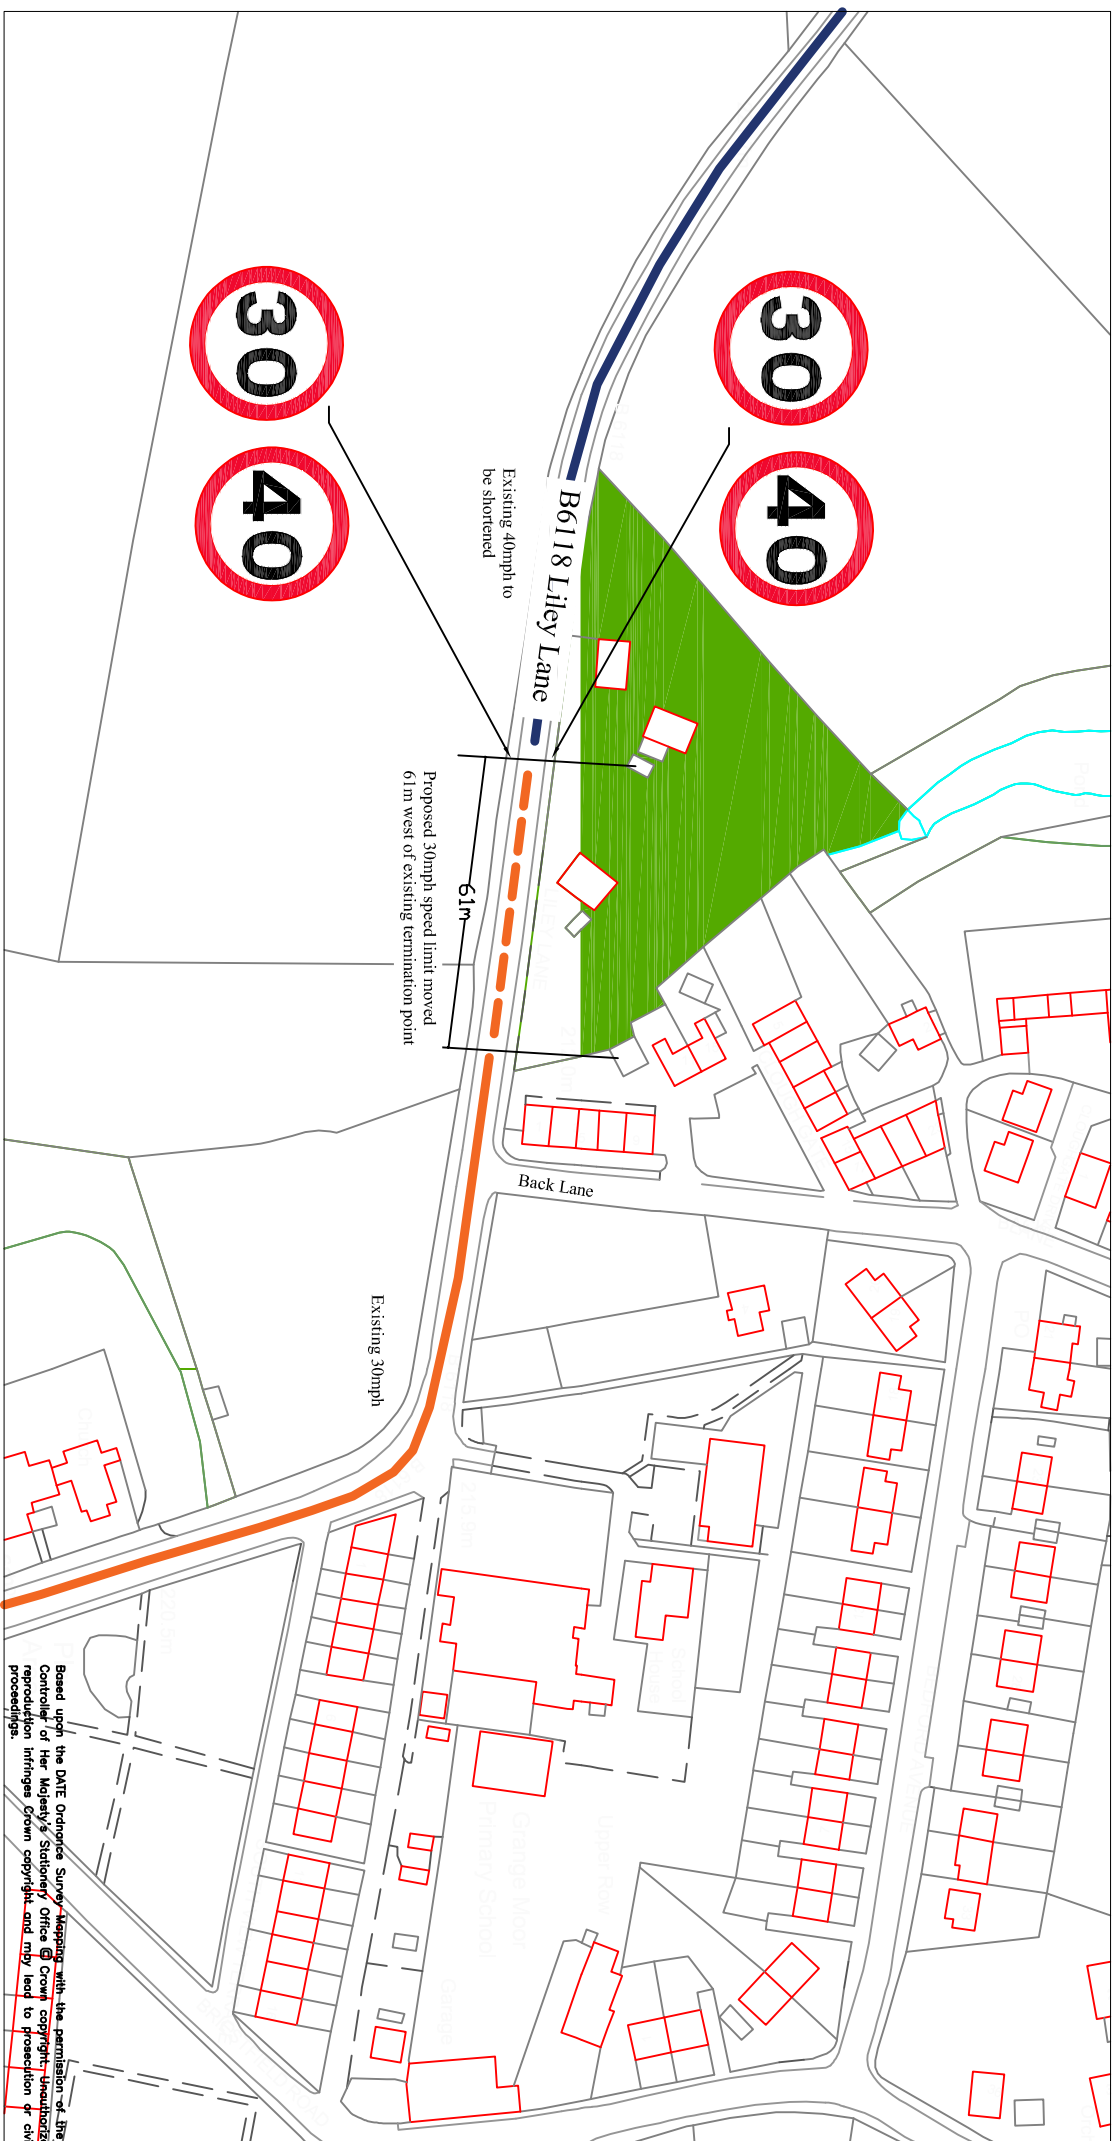 30
40
30
40
B6118 Liley Lane
Existing 40mph to
be shortened
61m
Proposed 30mph speed limit moved
61m west of existing termination point
Back Lane
Existing 30mph
Based upon the DATE Ordnance Survey Mapping with the permission of the
Controller of Her Majesty's Stationery Office © Crown copyright.
reproduction infringes Crown copyright and may lead to prosecution or
proceedings.